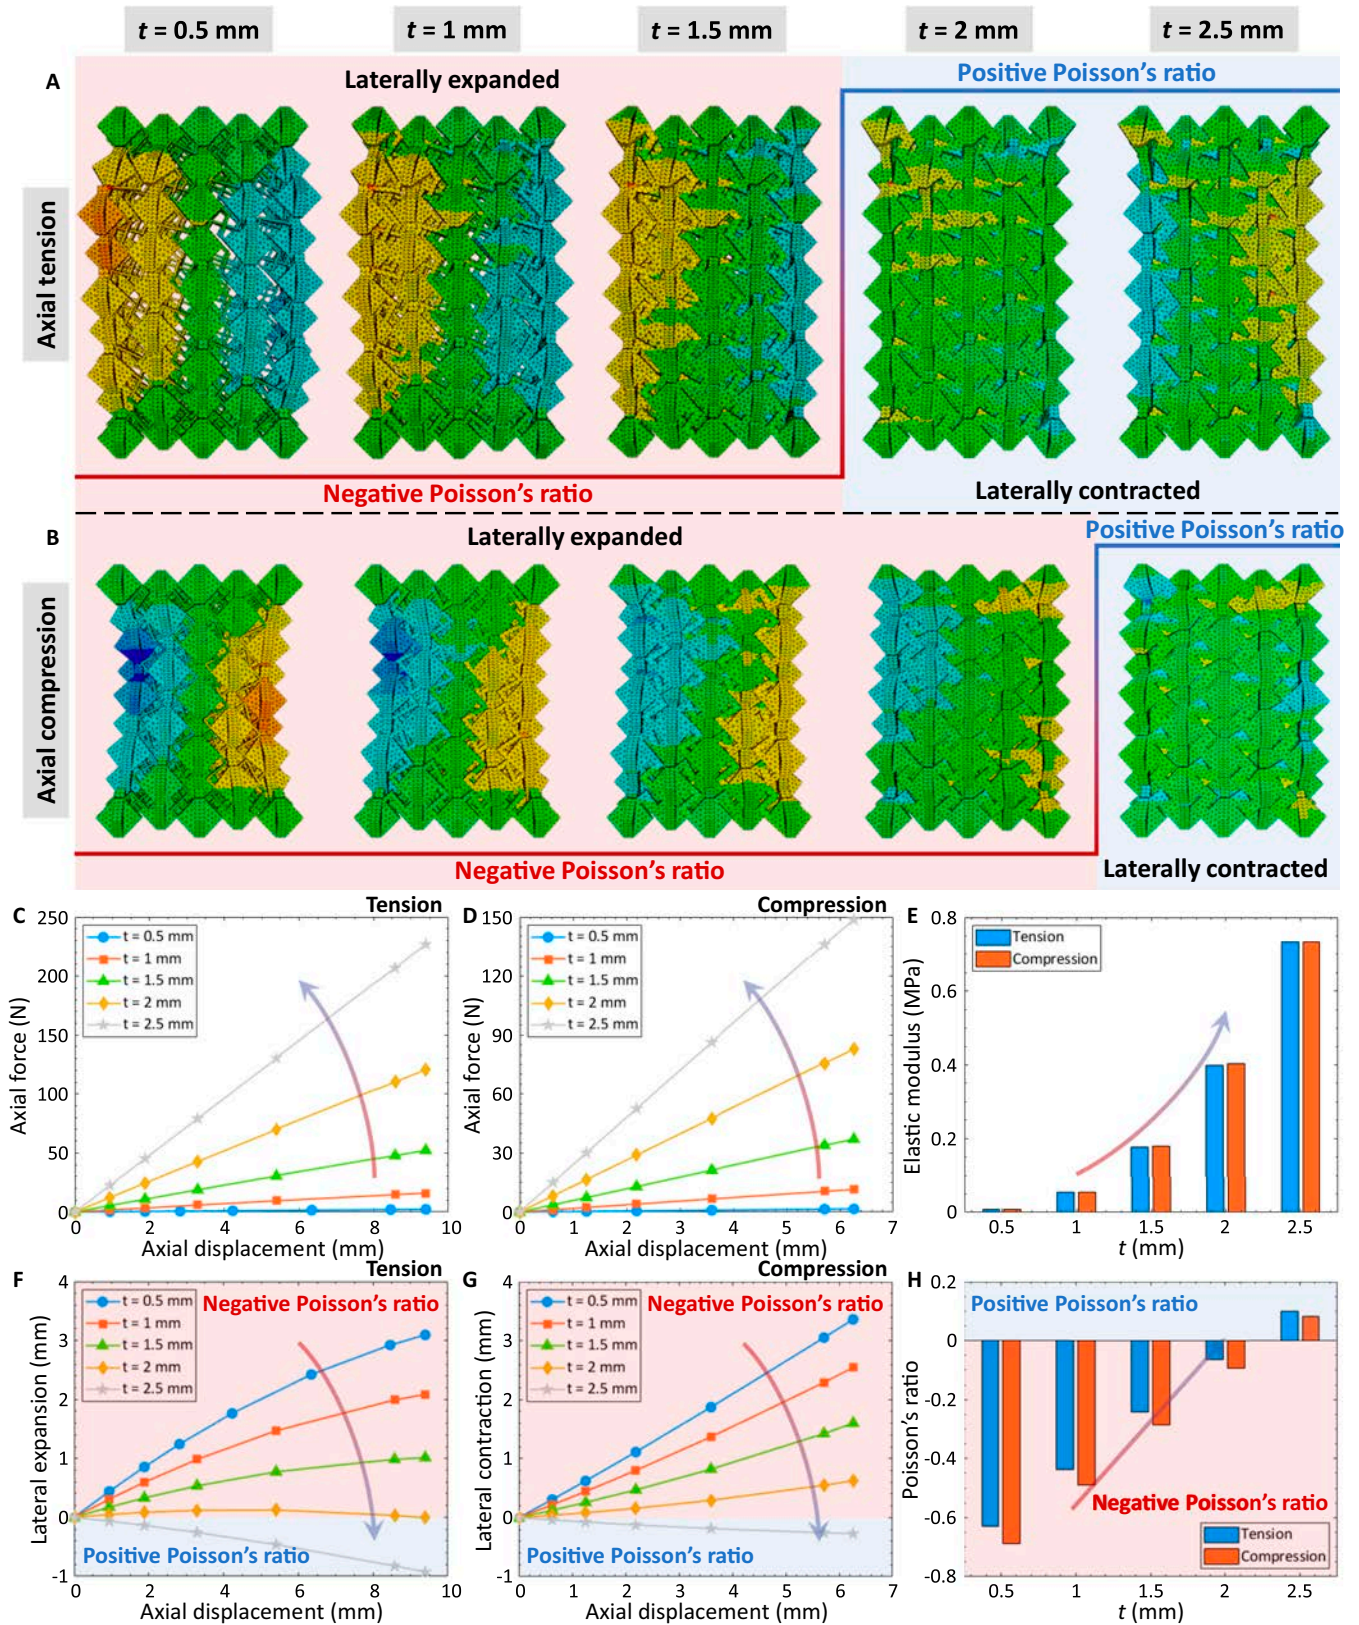 t = 0.5 mm
t = 1 mm
t = 1.5 mm
t = 2 mm
t = 2.5 mm
A
Laterally expanded
Positive Poisson's ratio
Axial tension
Negative Poisson's ratio
Laterally contracted
B
Laterally expanded
Positive Poisson's ratio
Axial compression
Negative Poisson's ratio
Laterally contracted
C
Tension
250
200
150
100
50
0
Axial force (N)
t = 0.5 mm
t = 1 mm
t = 1.5 mm
t = 2 mm
t = 2.5 mm
0 2 4 6 8 10
Axial displacement (mm)
D
Compression
150
120
90
60
30
0
Axial force (N)
t = 0.5 mm
t = 1 mm
t = 1.5 mm
t = 2 mm
t = 2.5 mm
0 1 2 3 4 5 6 7
Axial displacement (mm)
E
0.8
0.6
0.4
0.2
0
Elastic modulus (MPa)
Tension
Compression
0.5 1 1.5 2 2.5
t (mm)
F
Tension
4
3
2
1
0
-1
Lateral expansion (mm)
t = 0.5 mm
t = 1 mm
t = 1.5 mm
t = 2 mm
t = 2.5 mm
Negative Poisson's ratio
Positive Poisson's ratio
0 2 4 6 8 10
Axial displacement (mm)
G
Compression
4
3
2
1
0
-1
Lateral contraction (mm)
t = 0.5 mm
t = 1 mm
t = 1.5 mm
t = 2 mm
t = 2.5 mm
Negative Poisson's ratio
Positive Poisson's ratio
0 1 2 3 4 5 6 7
Axial displacement (mm)
H
0.2
0
-0.2
-0.4
-0.6
-0.8
Poisson's ratio
Positive Poisson's ratio
Negative Poisson's ratio
Tension
Compression
0.5 1 1.5 2 2.5
t (mm)